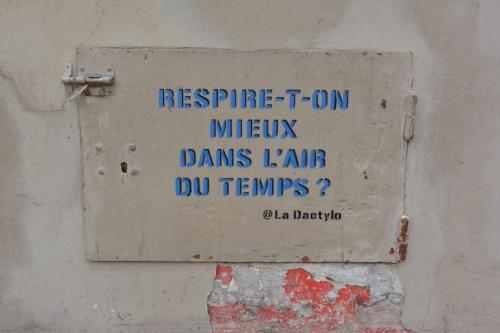 RESPIRE-T-ON
MIEUX
DANS L'AIR
DU TEMPS ?
@La Dactylo